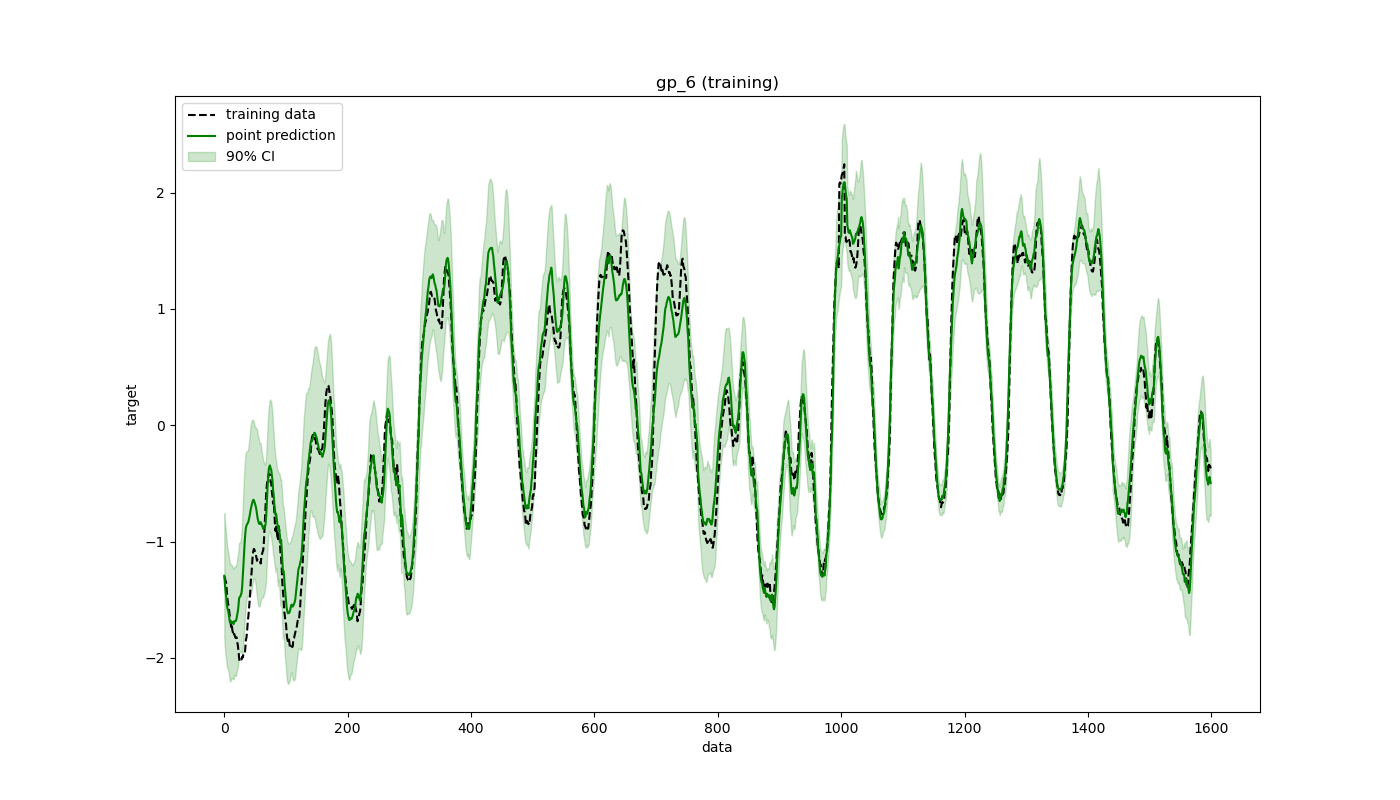 gp_6 (training)
training data
point prediction
90% CI
target
2
1
0
−1
−2
0
200
400
600
800
1000
1200
1400
1600
data